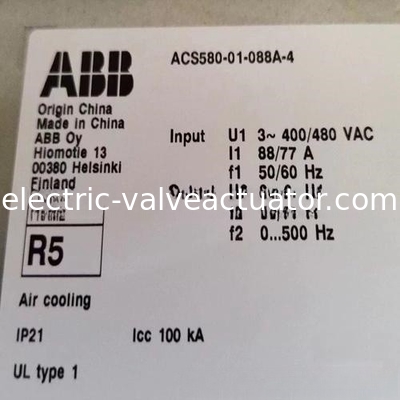 ABB
ACS580-01-088A-4
Origin China
Made in China
ABB Oy
Hiomotie 13
00380 Helsinki
Finland
Input U1 3~ 400/480 VAC
I1 88/77 A
f1 50/60 Hz
electric-valveactuator.com
f2 0...500 Hz
R5
Air cooling
IP21 Icc 100 kA
UL type 1